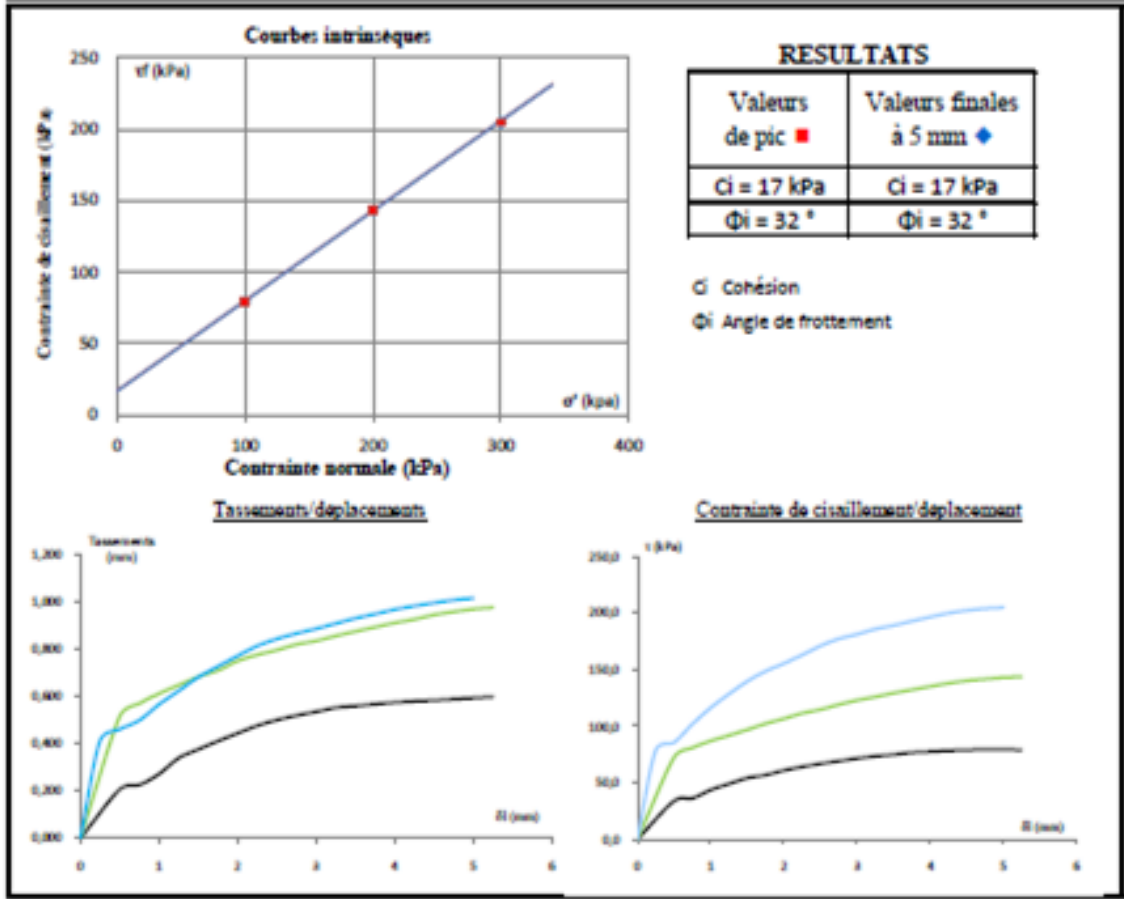 Courbes intrinsèques
τf (kPa)
250
200
150
100
50
0
Contrainte de cisaillement (kPa)
σ' (kpa)
0 100 200 300 400
Contrainte normale (kPa)
RESULTATS
Valeurs de pic
Valeurs finales à 5 mm
Ci = 17 kPa Ci = 17 kPa
Φi = 32 ° Φi = 32 °
Ci Cohésion
Φi Angle de frottement
Tassements/déplacements
Tassements
(mm)
1,200
1,000
0,800
0,600
0,400
0,200
0,000
δl (mm)
0 1 2 3 4 5 6
Contrainte de cisaillement/déplacement
τ (kPa)
250,0
200,0
150,0
100,0
50,0
0,0
δl (mm)
0 1 2 3 4 5 6